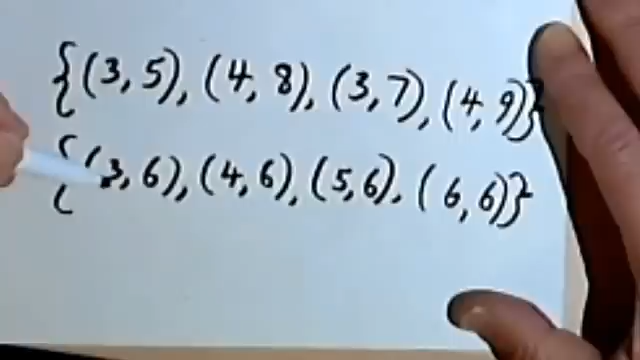 {(3, 5), (4, 8), (3, 7), (4, 9)}
{(3, 6), (4, 6), (5, 6), (6, 6)}